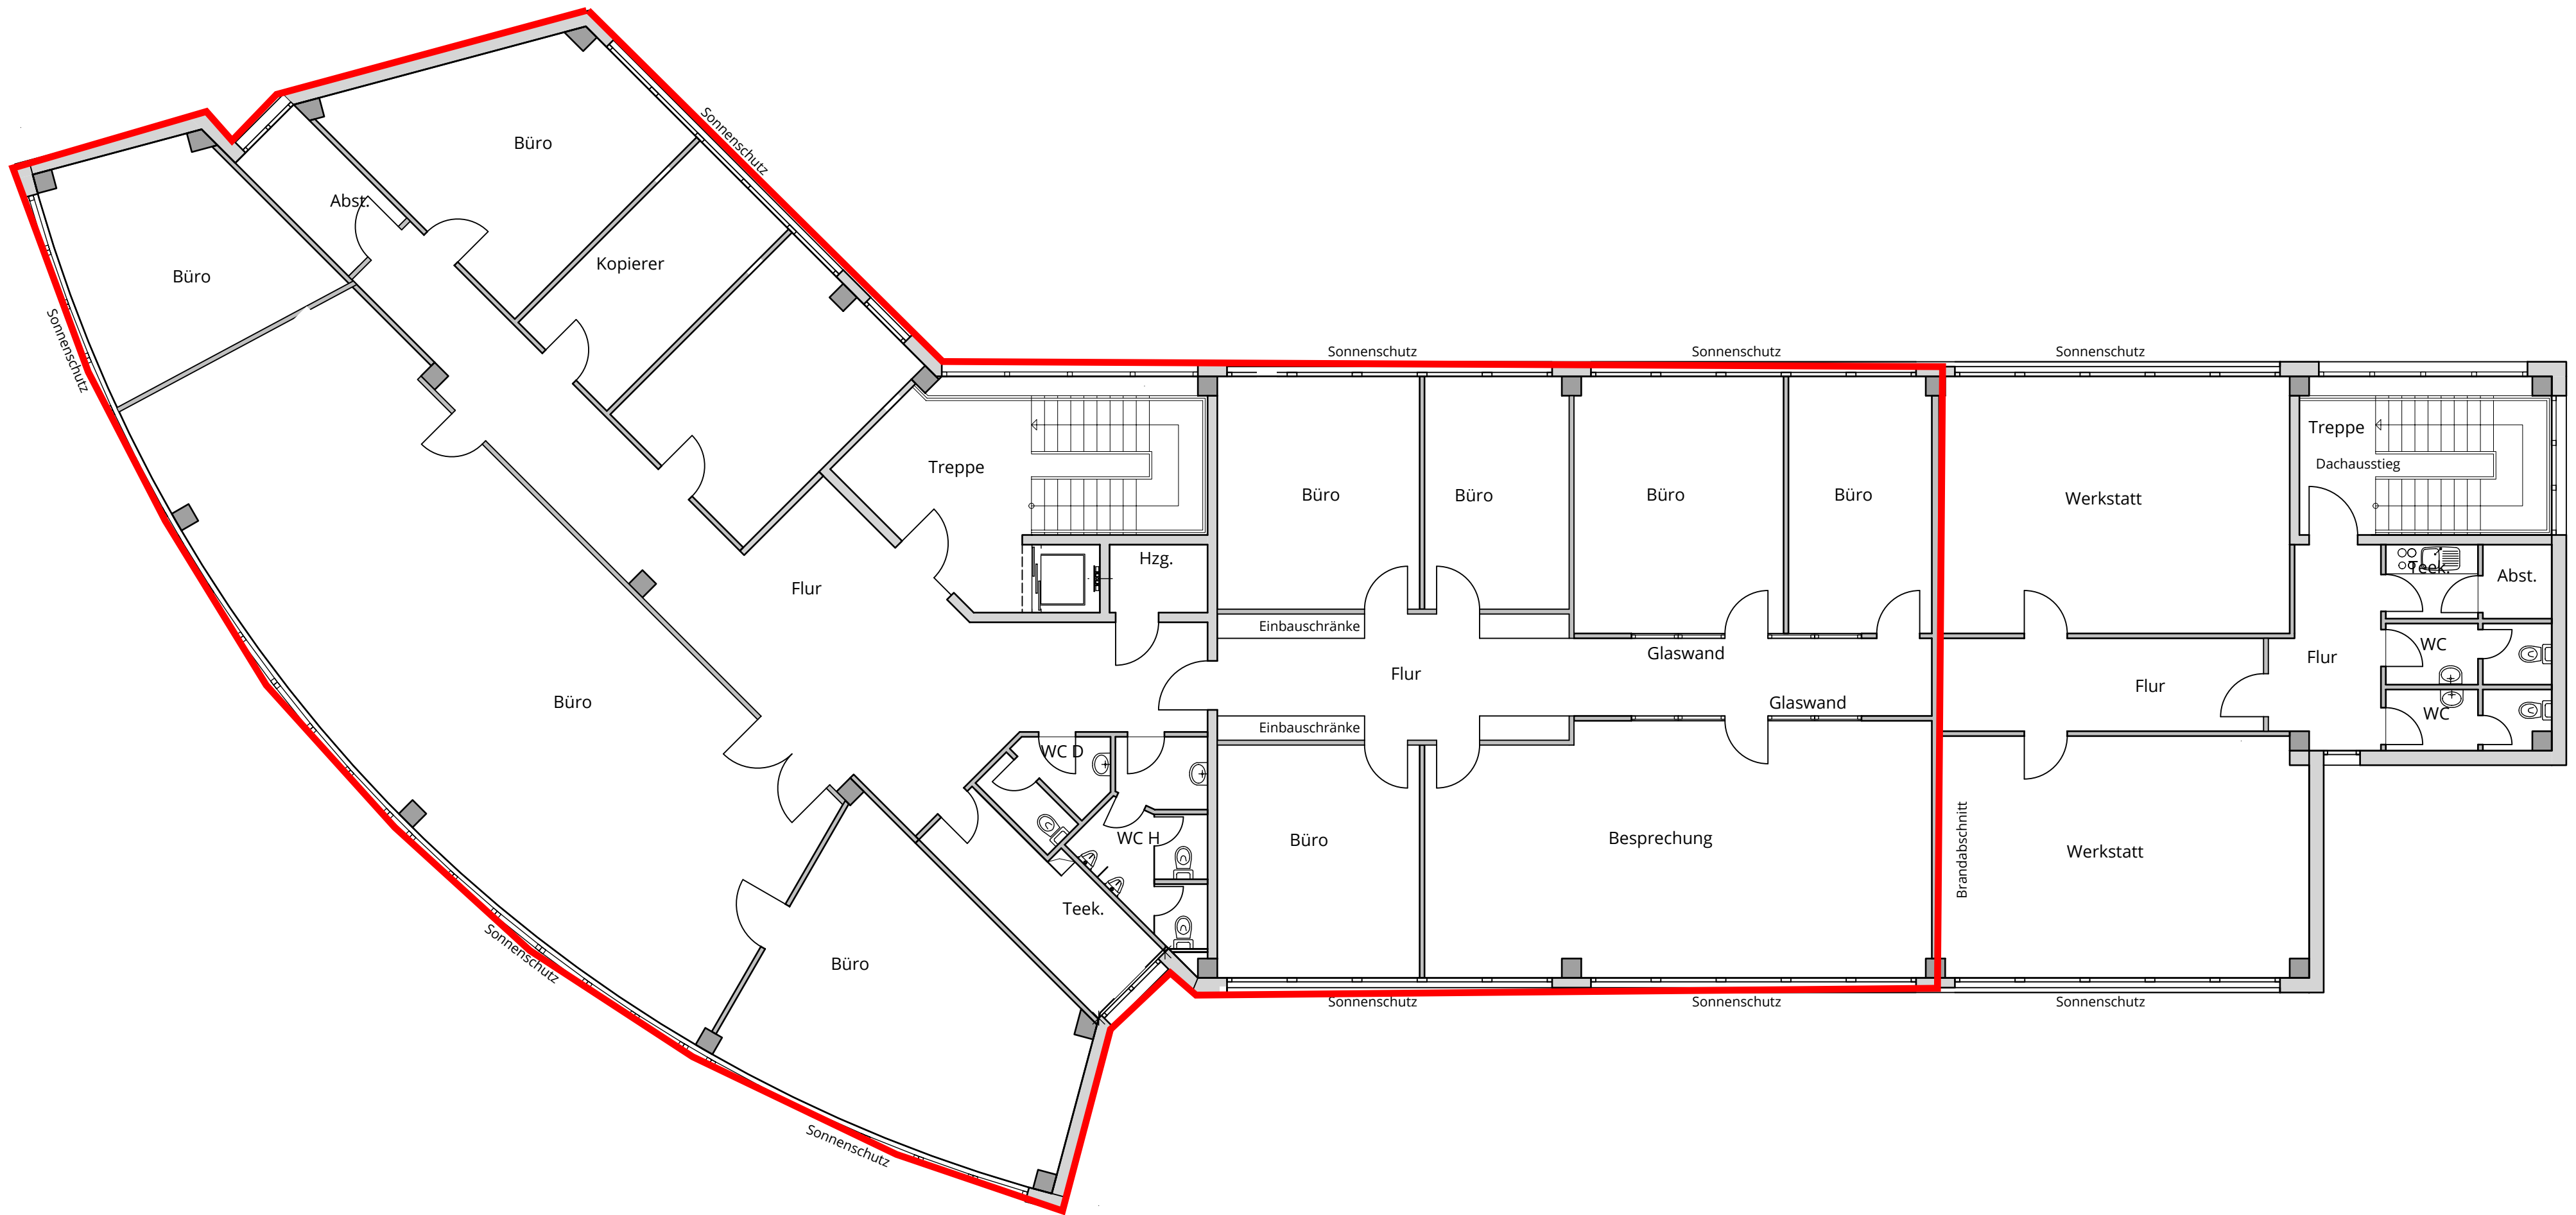 Büro
Sonnenschutz
Abst.
Kopierer
Büro
Sonnenschutz
Sonnenschutz
Sonnenschutz
Sonnenschutz
Treppe
Treppe
Dachausstieg
Büro
Büro
Büro
Büro
Werkstatt
Hzg.
Teek.
Abst.
Flur
Einbauschränke
Glaswand
WC
Flur
Flur
Flur
Büro
Glaswand
WC
Einbauschränke
WC D
WC H
Büro
Besprechung
Brandabschnitt
Werkstatt
Teek.
Büro
Sonnenschutz
Sonnenschutz
Sonnenschutz
Sonnenschutz
Sonnenschutz